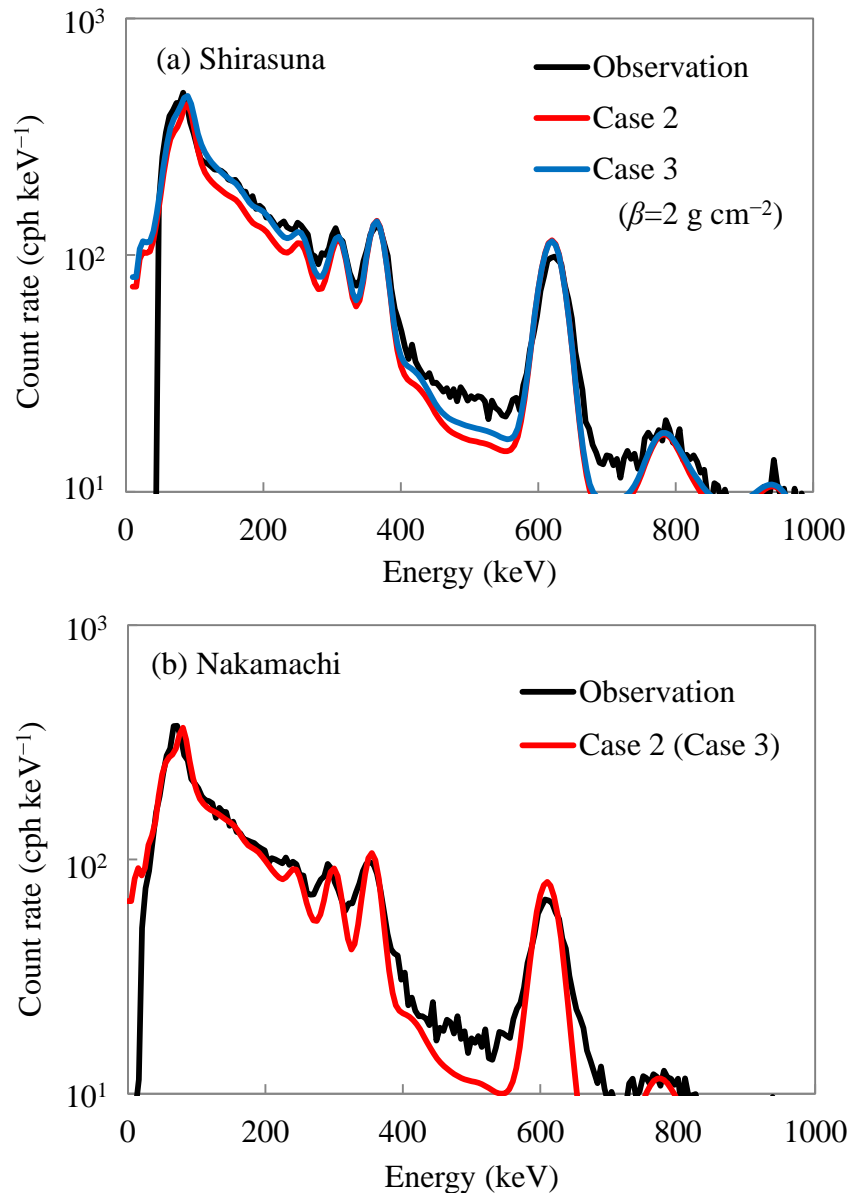 10³
(a) Shirasuna
Observation
Case 2
Case 3
(β=2 g cm⁻²)
Count rate (cph keV⁻¹)
10²
10¹
0 200 400 600 800 1000
Energy (keV)
10³
(b) Nakamachi
Observation
Case 2 (Case 3)
Count rate (cph keV⁻¹)
10²
10¹
0 200 400 600 800 1000
Energy (keV)